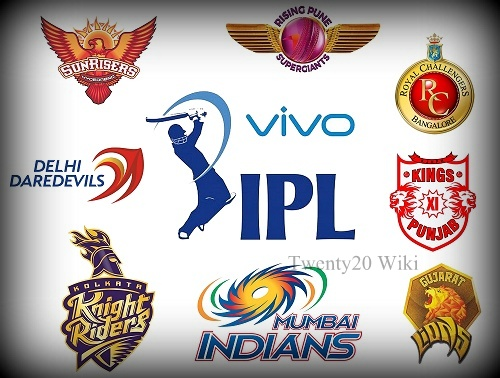 RISING PUNE
SUPERGIANTS
SUNRISERS
ROYAL CHALLENGERS
RC
BANGALORE
vivo
DELHI
DAREDEVILS
IPL
KINGS
XI
PUNJAB
Twenty20 Wiki
KOLKATA
Knight
Riders
MUMBAI
INDIANS
GUJARAT
LIONS